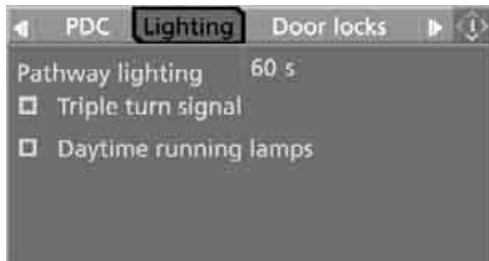 PDC Lighting Door locks
Pathway lighting 60 s
Triple turn signal
Daytime running lamps